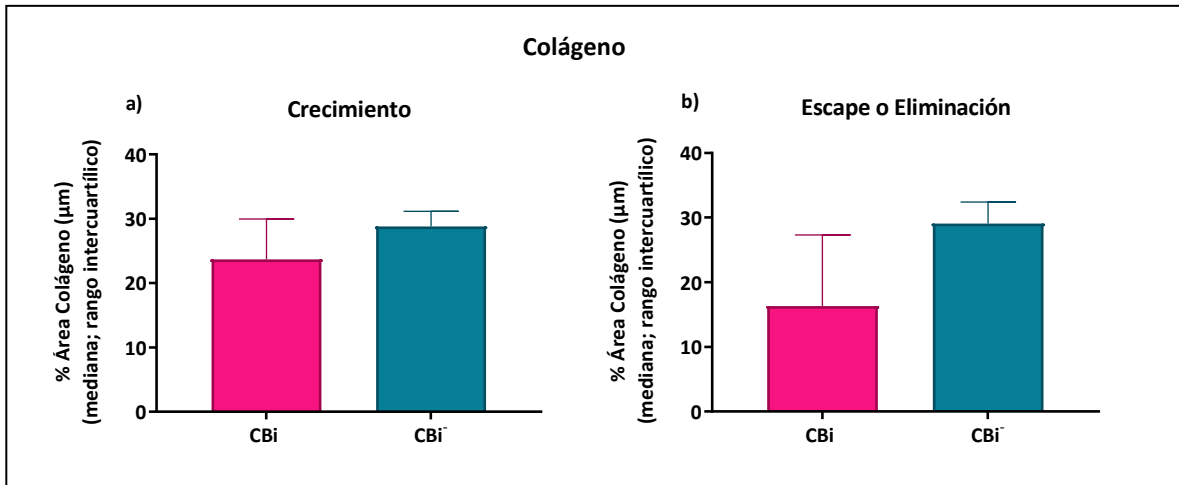 Colágeno
a)
Crecimiento
% Área Colágeno (µm)
(mediana; rango intercuartílico)
40
30
20
10
0
CBi
CBi⁻
b)
Escape o Eliminación
% Área Colágeno (µm)
(mediana; rango intercuartílico)
40
30
20
10
0
CBi
CBi⁻